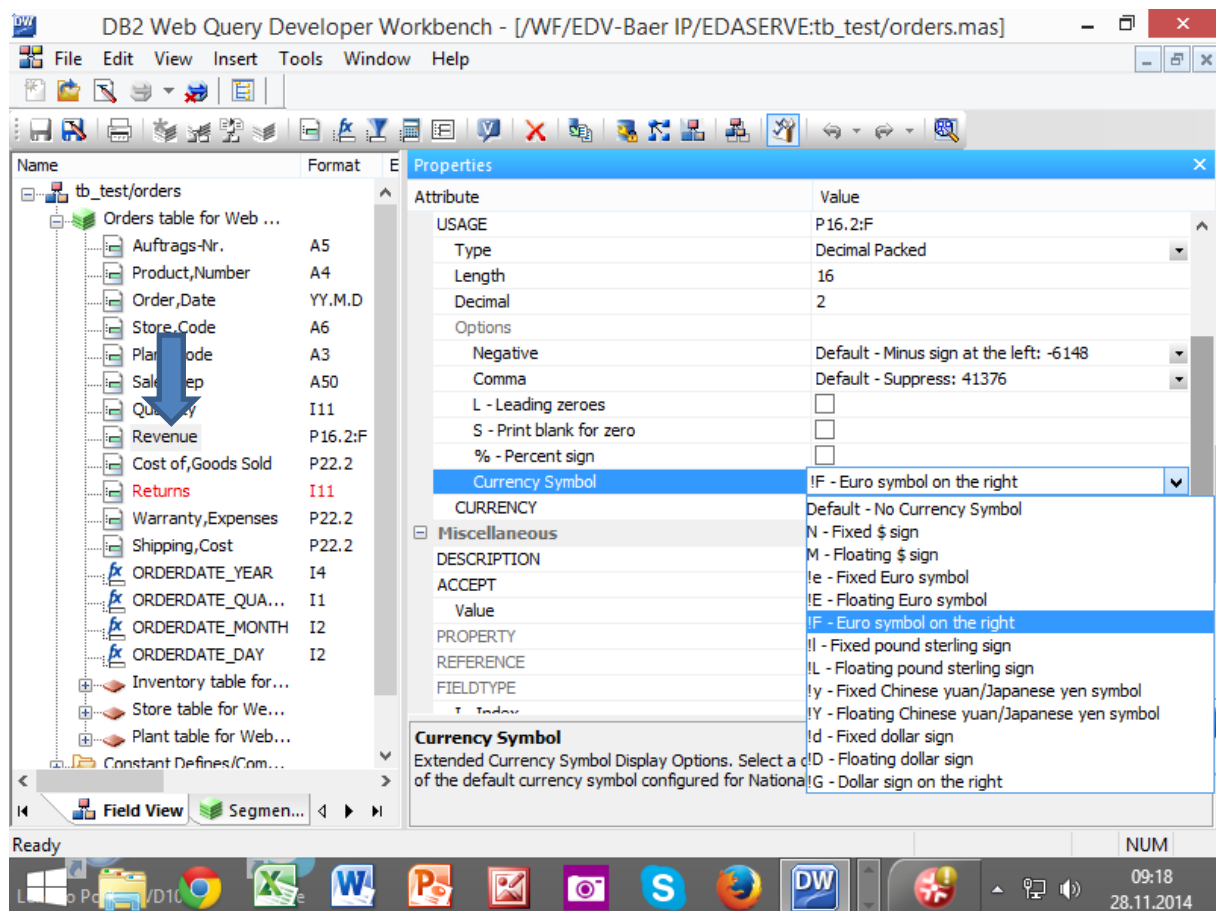 DB2 Web Query Developer Workbench - [/WF/EDV-Baer IP/EDASERVE:tb_test/orders.mas]
File Edit View Insert Tools Window Help
Name Format E
tb_test/orders
Orders table for Web ...
Auftrags-Nr. A5
Product,Number A4
Order,Date YY.M.D
Store,Code A6
A3
A50
I11
Revenue P16.2:F
Cost of,Goods Sold P22.2
Returns I11
Warranty,Expenses P22.2
Shipping,Cost P22.2
ORDERDATE_YEAR I4
ORDERDATE_QUA... I1
ORDERDATE_MONTH I2
ORDERDATE_DAY I2
Inventory table for...
Store table for We...
Plant table for Web...
Constant Defines/Com...
Field View Segmen...
Properties
Attribute Value
USAGE P16.2:F
Type Decimal Packed
Length 16
Decimal 2
Options
Negative Default - Minus sign at the left: -6148
Comma Default - Suppress: 41376
L - Leading zeroes
S - Print blank for zero
% - Percent sign
Currency Symbol !F - Euro symbol on the right
CURRENCY
Miscellaneous
DESCRIPTION
ACCEPT
Value
PROPERTY
REFERENCE
FIELDTYPE
I - Index
Default - No Currency Symbol
N - Fixed $ sign
M - Floating $ sign
!e - Fixed Euro symbol
!E - Floating Euro symbol
!F - Euro symbol on the right
!l - Fixed pound sterling sign
!L - Floating pound sterling sign
!y - Fixed Chinese yuan/Japanese yen symbol
!Y - Floating Chinese yuan/Japanese yen symbol
!d - Fixed dollar sign
!D - Floating dollar sign
!G - Dollar sign on the right
Currency Symbol
Extended Currency Symbol Display Options. Select a
of the default currency symbol configured for
Ready NUM
DW
09:18
28.11.2014